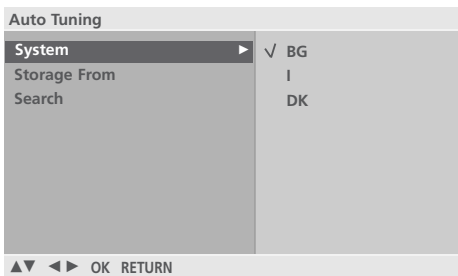 Auto Tuning
System ► √ BG
Storage From I
Search DK
▲▼ ◄► OK RETURN